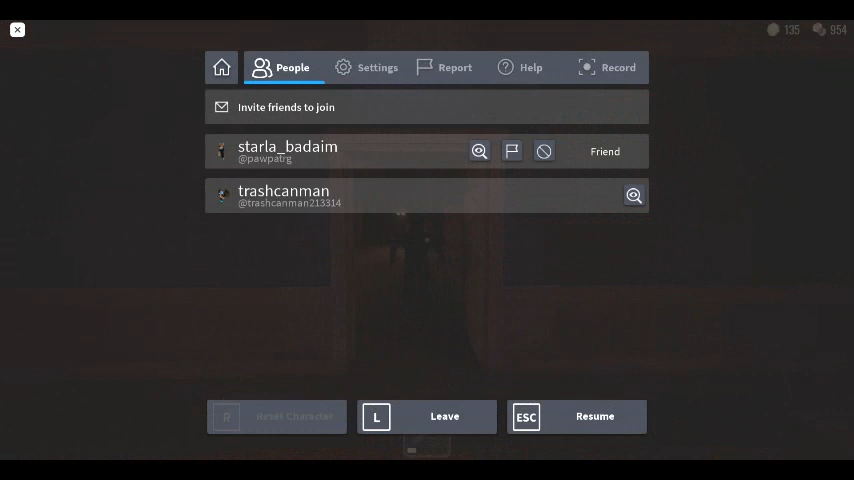 135 954
People Settings Report Help Record
Invite friends to join
starla_badaim
@pawpatrg
Friend
trashcanman
@trashcanman213314
R Reset Character L Leave ESC Resume